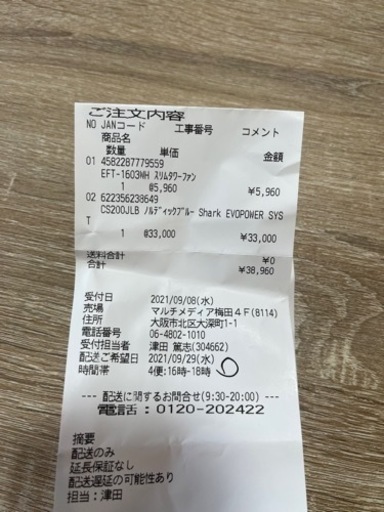 ご注文内容
NO JANコード 工事番号 コメント
商品名
数量 単価 金額
01 4582287779559
EFT-1603WH スリムタワーファン
1 @5,960 ¥5,960
02 622356238649
CS200JLB ノルディックブルー Shark EVOPOWER SYS
T
1 @33,000 ¥33,000
送料合計 ¥0
合計 ¥38,960
受付日 2021/09/08(水)
売場 マルチメディア梅田4F(8114)
住所 大阪市北区大深町1-1
電話番号 06-4802-1010
受付担当者 津田 篤志(304662)
配送ご希望日 2021/09/29(水)
時間帯 4便:16時-18時
--- 配送に関するお問合せ(9:30-20:00) ---
電話 : 0120-202422
摘要
配送のみ
延長保証なし
配送遅延の可能性あり
担当:津田